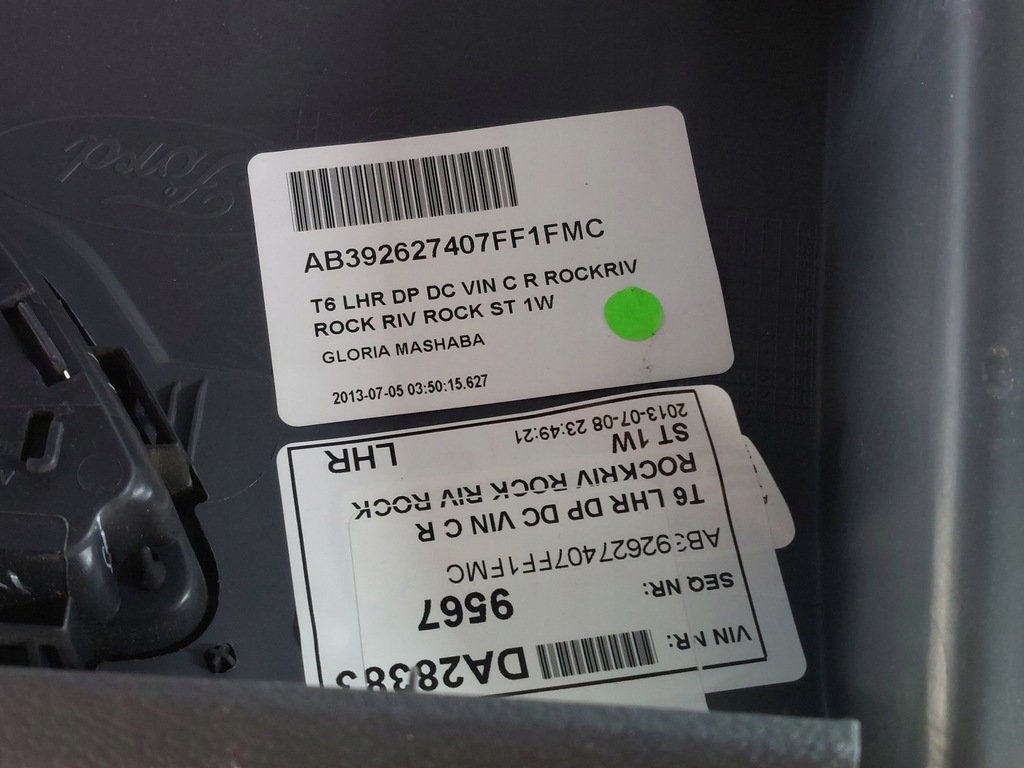 Ford
AB392627407FF1FMC
T6 LHR DP DC VIN C R ROCKRIV
ROCK RIV ROCK ST 1W
GLORIA MASHABA
2013-07-05 03:50:15.627
VIN NR:
DA28383
SEQ NR:
9567
AB392627407FF1FMC
T6 LHR DP DC VIN C R
ROCKRIV ROCK RIV ROCK
ST 1W
2013-07-08 23:49:21
LHR